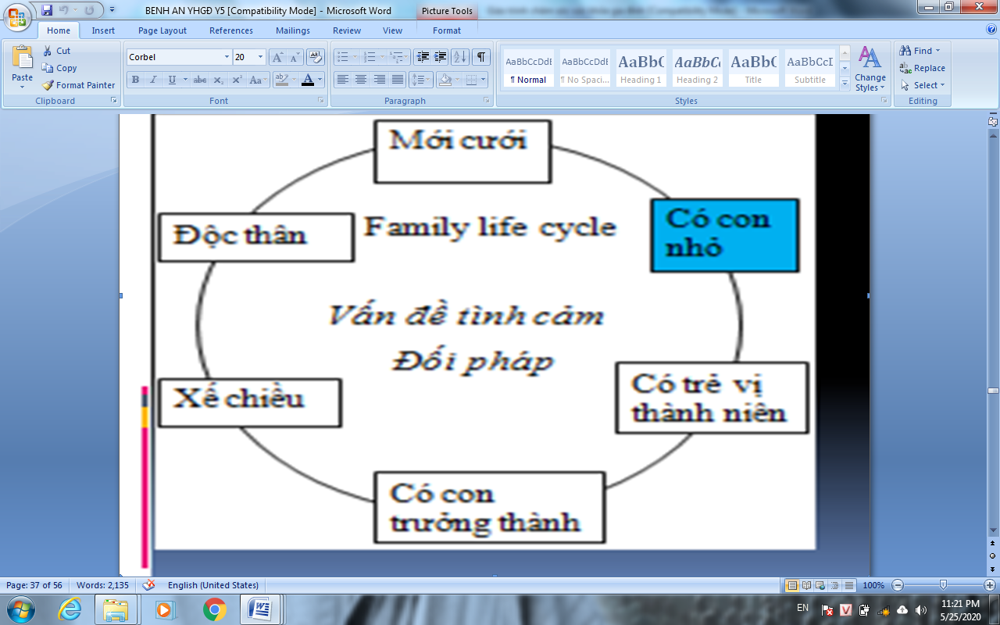 BENH AN YHGĐ Y5 [Compatibility Mode] - Microsoft Word
Picture Tools
Home
Insert
Page Layout
References
Mailings
Review
View
Format
Paste
Cut
Copy
Format Painter
Clipboard
Corbel
20
Font
Paragraph
AaBbCcDdE
¶ Normal
AaBbCcDdE
¶ No Spaci...
AaBbC
Heading 1
AaBbCc
Heading 2
AaBbC
Title
AaBbCcI
Subtitle
Change
Styles
Styles
Find
Replace
Select
Editing
Mới cưới
Có con
nhỏ
Độc thân
Family life cycle
Vấn đề tình cảm
Đối pháp
Có trẻ vị
thành niên
Xế chiều
Có con
trưởng thành
Page: 37 of 56
Words: 2,135
English (United States)
100%
EN
11:21 PM
5/25/2020